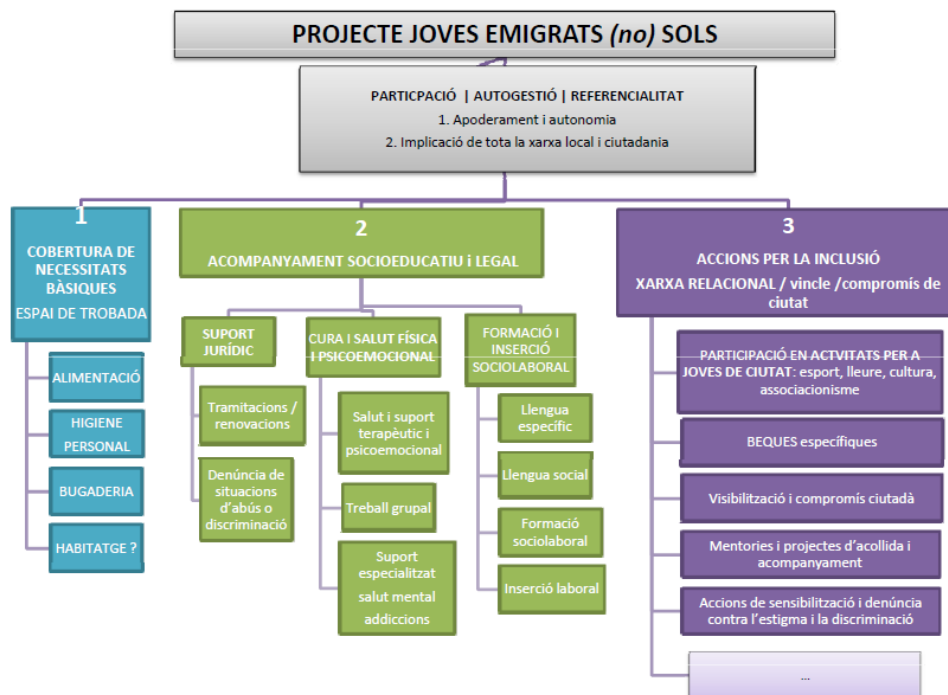 PROJECTE JOVES EMIGRATS (no) SOLS
PARTICPACIÓ | AUTOGESTIÓ | REFERENCIALITAT
1. Apoderament i autonomia
2. Implicació de tota la xarxa local i ciutadania
1
COBERTURA DE
NECESSITATS
BÀSIQUES
ESPAI DE TROBADA
ALIMENTACIÓ
HIGIENE
PERSONAL
BUGADERIA
HABITATGE ?
2
ACOMPANYAMENT SOCIOEDUCATIU i LEGAL
SUPORT
JURÍDIC
Tramitacions /
renovacions
Denúncia de
situacions
d'abús o
discriminació
CURA I SALUT FÍSICA
I PSICOEMOCIONAL
Salut i suport
terapèutic i
psicoemocional
Treball grupal
Suport
especialitzat
salut mental
addiccions
FORMACIÓ I
INSERCIÓ
SOCIOLABORAL
Llengua
específic
Llengua social
Formació
sociolaboral
Inserció laboral
3
ACCIONS PER LA INCLUSIÓ
XARXA RELACIONAL / vincle /compromís de
ciutat
PARTICIPACIÓ EN ACTVITATS PER A
JOVES DE CIUTAT: esport, lleure, cultura,
associacionisme
BEQUES específiques
Visibilització i compromís ciutadà
Mentories i projectes d'acollida i
acompanyament
Accions de sensibilització i denúncia
contra l'estigma i la discriminació
...